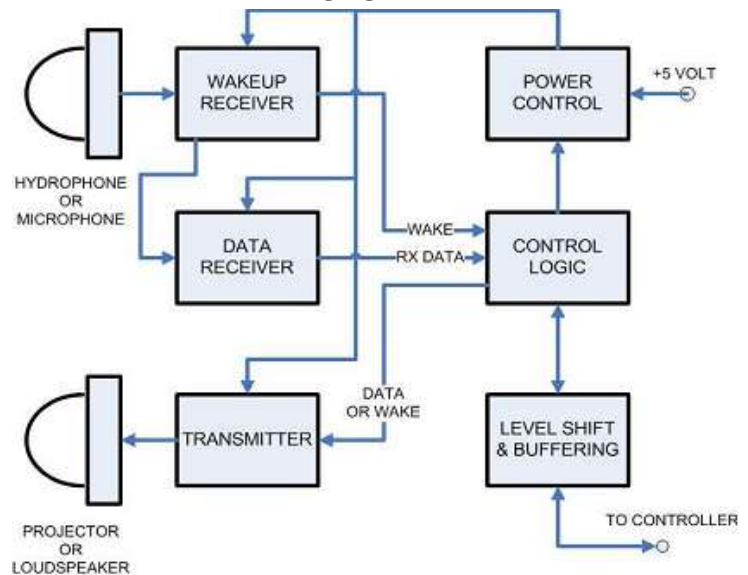 WAKEUP
RECEIVER
POWER
CONTROL
+5 VOLT
HYDROPHONE
OR
MICROPHONE
DATA
RECEIVER
WAKE
RX DATA
CONTROL
LOGIC
DATA
OR WAKE
TRANSMITTER
LEVEL SHIFT
& BUFFERING
PROJECTOR
OR
LOUDSPEAKER
TO CONTROLLER